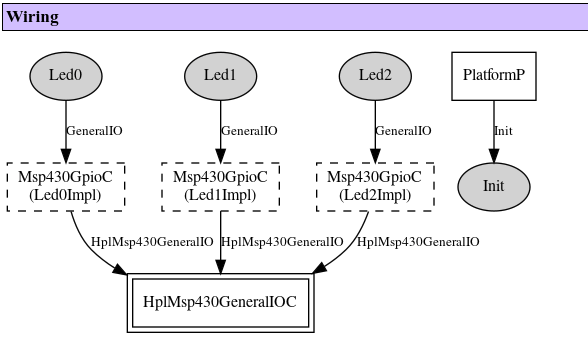 Wiring
Led0
Led1
Led2
PlatformP
GeneralIO
GeneralIO
GeneralIO
Init
Msp430GpioC
(Led0Impl)
Msp430GpioC
(Led1Impl)
Msp430GpioC
(Led2Impl)
Init
HplMsp430GeneralIO
HplMsp430GeneralIO
HplMsp430GeneralIO
HplMsp430GeneralIOC